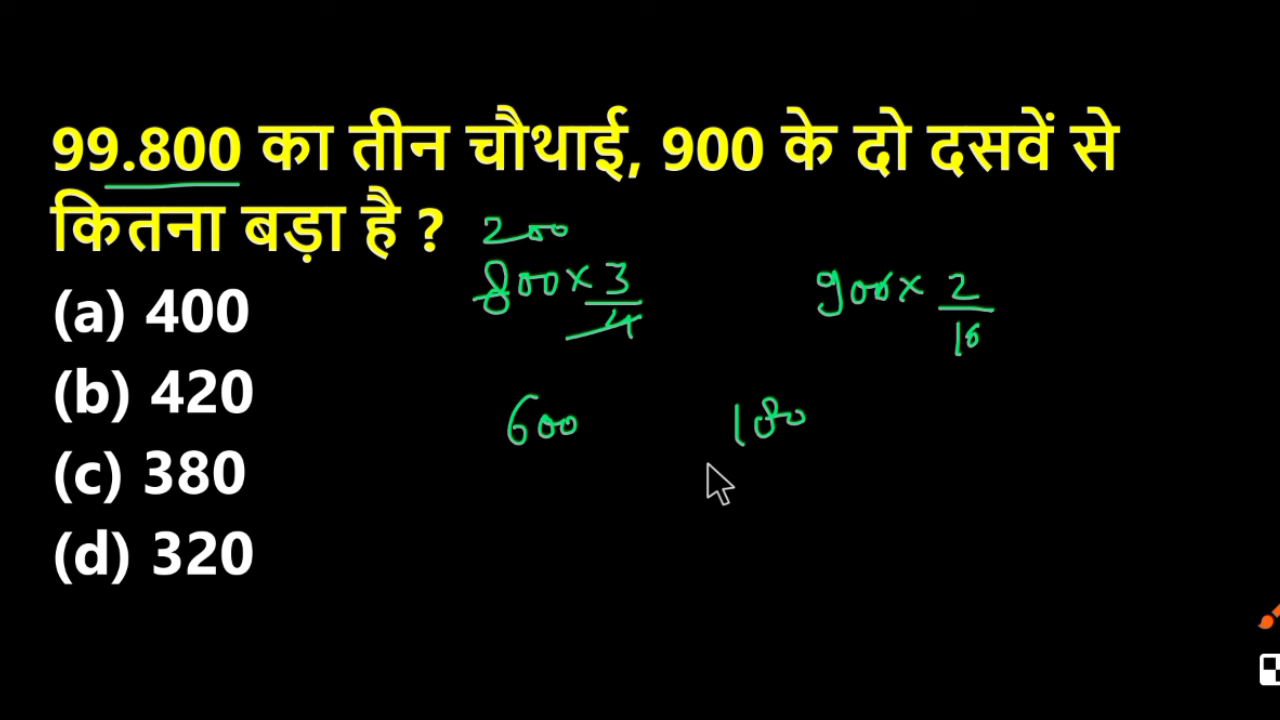 99.800 का तीन चौथाई, 900 के दो दसवें से
कितना बड़ा है ?
200
800 × 3/4
900 × 2/10
(a) 400
(b) 420
600
180
(c) 380
(d) 320